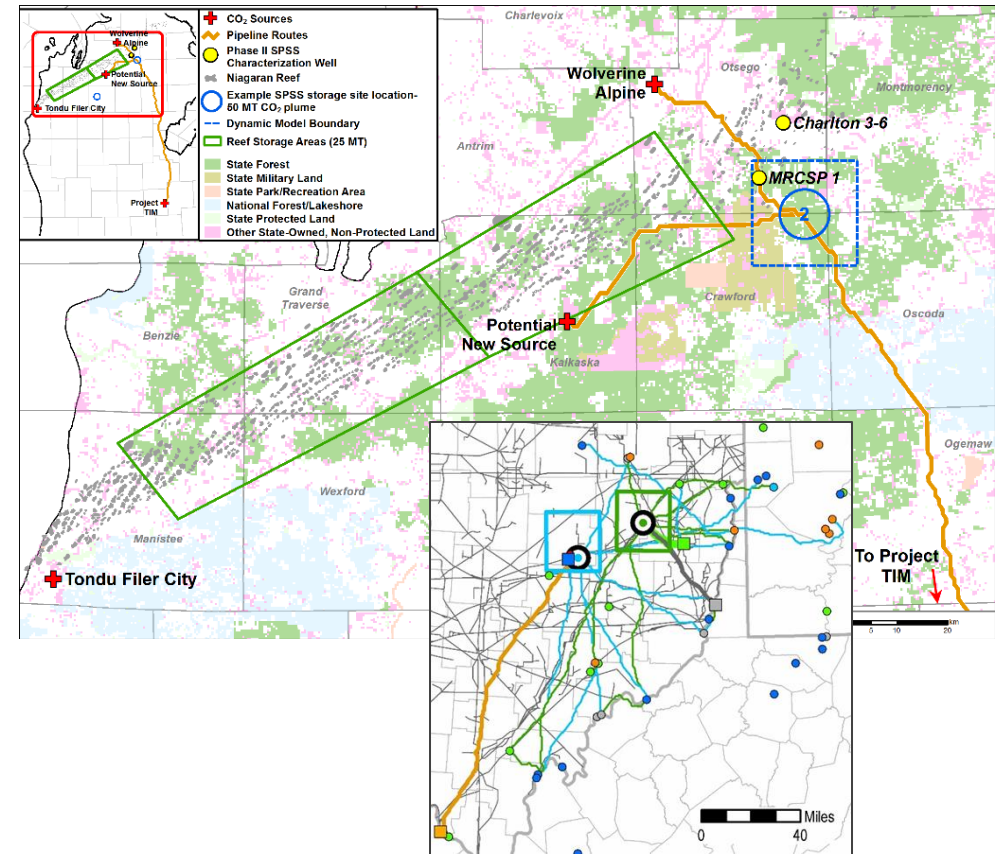 Wolverine
Alpine
Potential
New Source
Tondu Filer City
Project
TIM
CO₂ Sources
Pipeline Routes
Phase II SPSS
Characterization Well
Niagaran Reef
Example SPSS storage site location-
50 MT CO₂ plume
Dynamic Model Boundary
Reef Storage Areas (25 MT)
State Forest
State Military Land
State Park/Recreation Area
National Forest/Lakeshore
State Protected Land
Other State-Owned, Non-Protected Land
Charlevoix
Otsego
Montmorency
Wolverine
Alpine
Charlton 3-6
Antrim
MRCSP 1
2
Grand
Traverse
Crawford
Oscoda
Benzie
Potential
New Source
Kalkaska
Ogemaw
Wexford
Manistee
Tondu Filer City
To Project
TIM
5 10 20
km
Miles
0 40